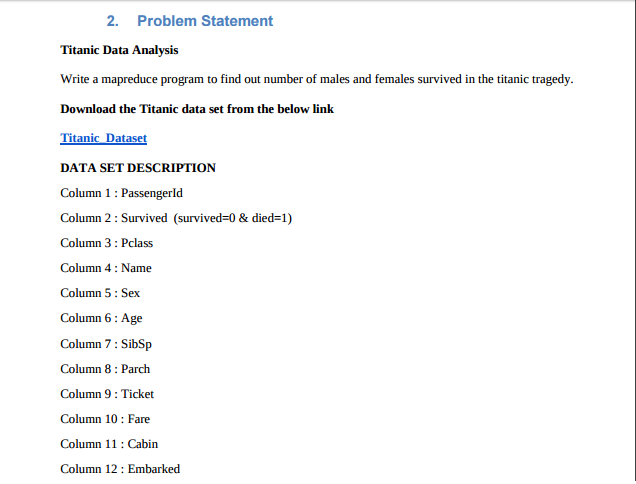 2. Problem Statement
Titanic Data Analysis
Write a mapreduce program to find out number of males and females survived in the titanic tragedy.
Download the Titanic data set from the below link
Titanic_Dataset
DATA SET DESCRIPTION
Column 1 : PassengerId
Column 2 : Survived (survived=0 & died=1)
Column 3 : Pclass
Column 4 : Name
Column 5 : Sex
Column 6 : Age
Column 7 : SibSp
Column 8 : Parch
Column 9 : Ticket
Column 10 : Fare
Column 11 : Cabin
Column 12 : Embarked